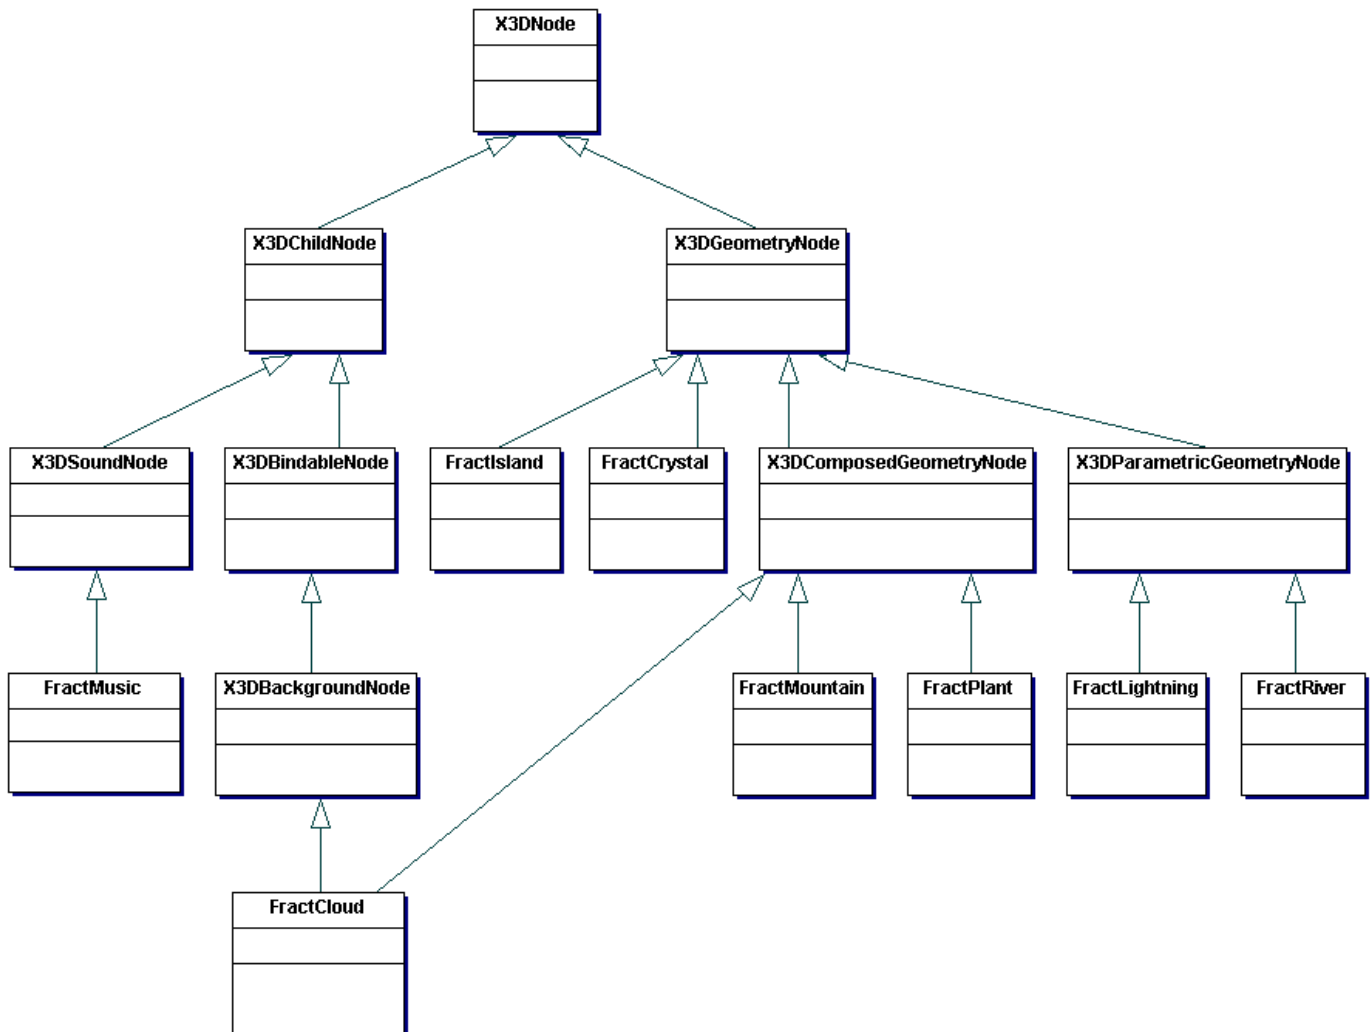 X3DNode
X3DChildNode
X3DGeometryNode
X3DSoundNode
X3DBindableNode
FractIsland
FractCrystal
X3DComposedGeometryNode
X3DParametricGeometryNode
FractMusic
X3DBackgroundNode
FractMountain
FractPlant
FractLightning
FractRiver
FractCloud